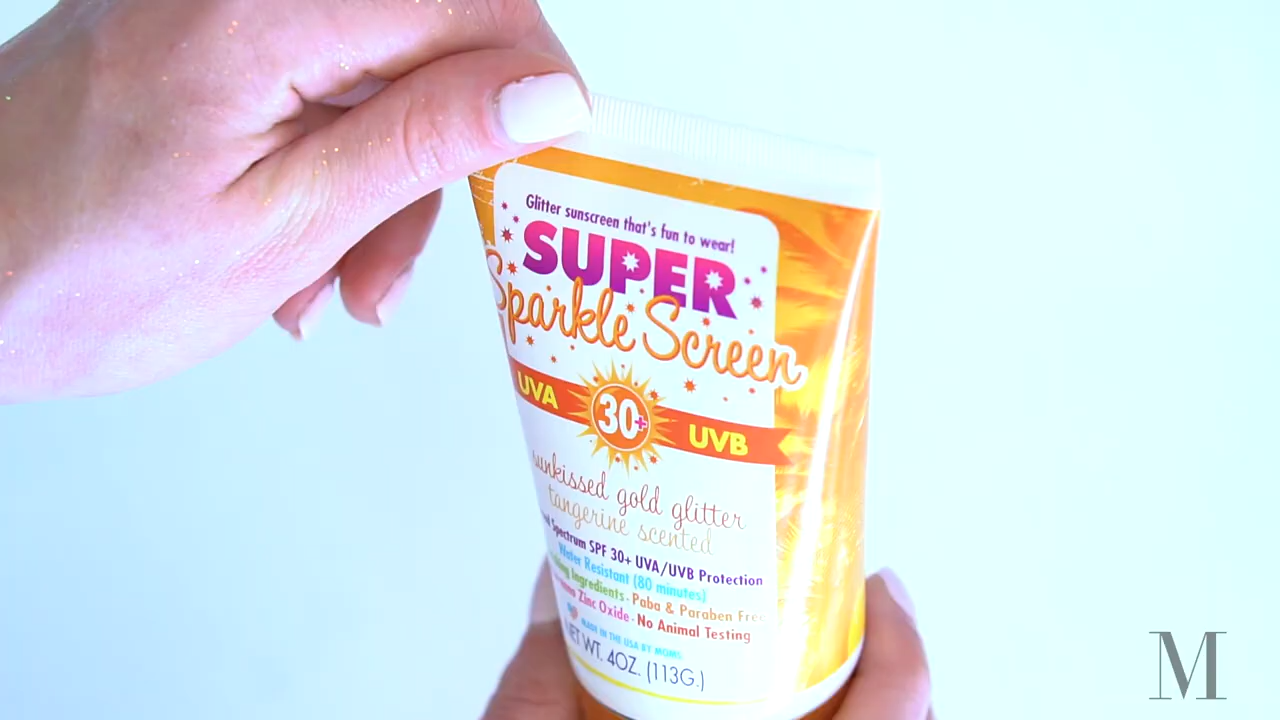 Glitter sunscreen that's fun to wear!
SUPER
Sparkle Screen
UVA 30+ UVB
sunkissed gold glitter
tangerine scented
Spectrum SPF 30+ UVA/UVB Protection
Water Resistant (80 minutes)
Ingredients · Paba & Paraben Free
Zinc Oxide · No Animal Testing
MADE IN THE USA BY MOMS
NET WT. 4OZ. (113G.)
M